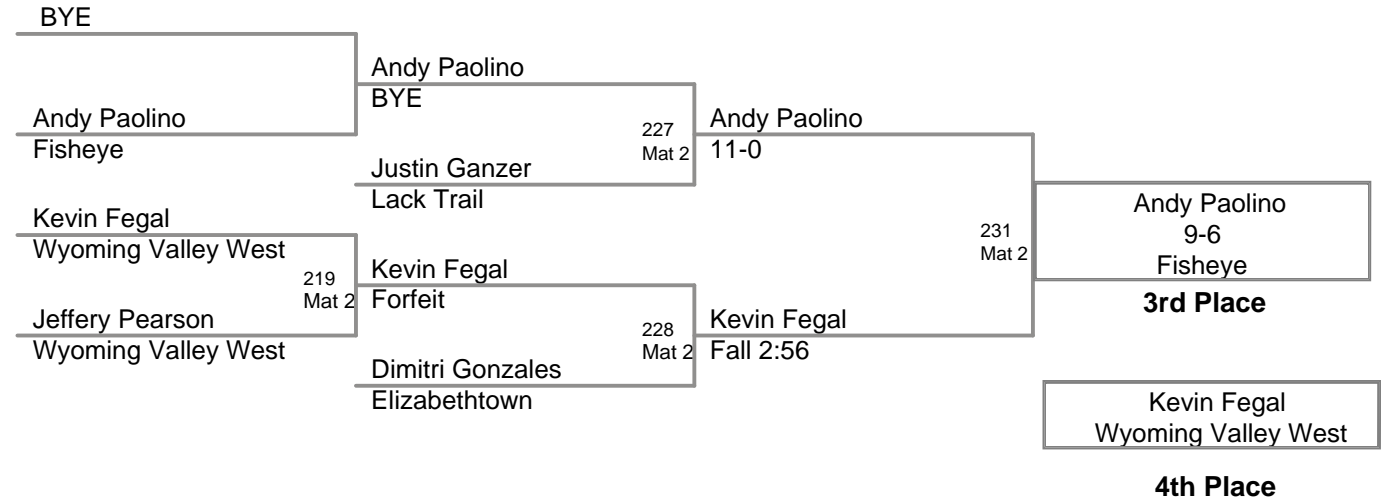 BYE
Andy Paolino
BYE
Andy Paolino
Fisheye
227
Mat 2
Andy Paolino
11-0
Justin Ganzer
Lack Trail
Kevin Fegal
Wyoming Valley West
219
Mat 2
Kevin Fegal
Forfeit
Jeffery Pearson
Wyoming Valley West
228
Mat 2
Kevin Fegal
Fall 2:56
Dimitri Gonzales
Elizabethtown
231
Mat 2
Andy Paolino
9-6
Fisheye
3rd Place
Kevin Fegal
Wyoming Valley West
4th Place